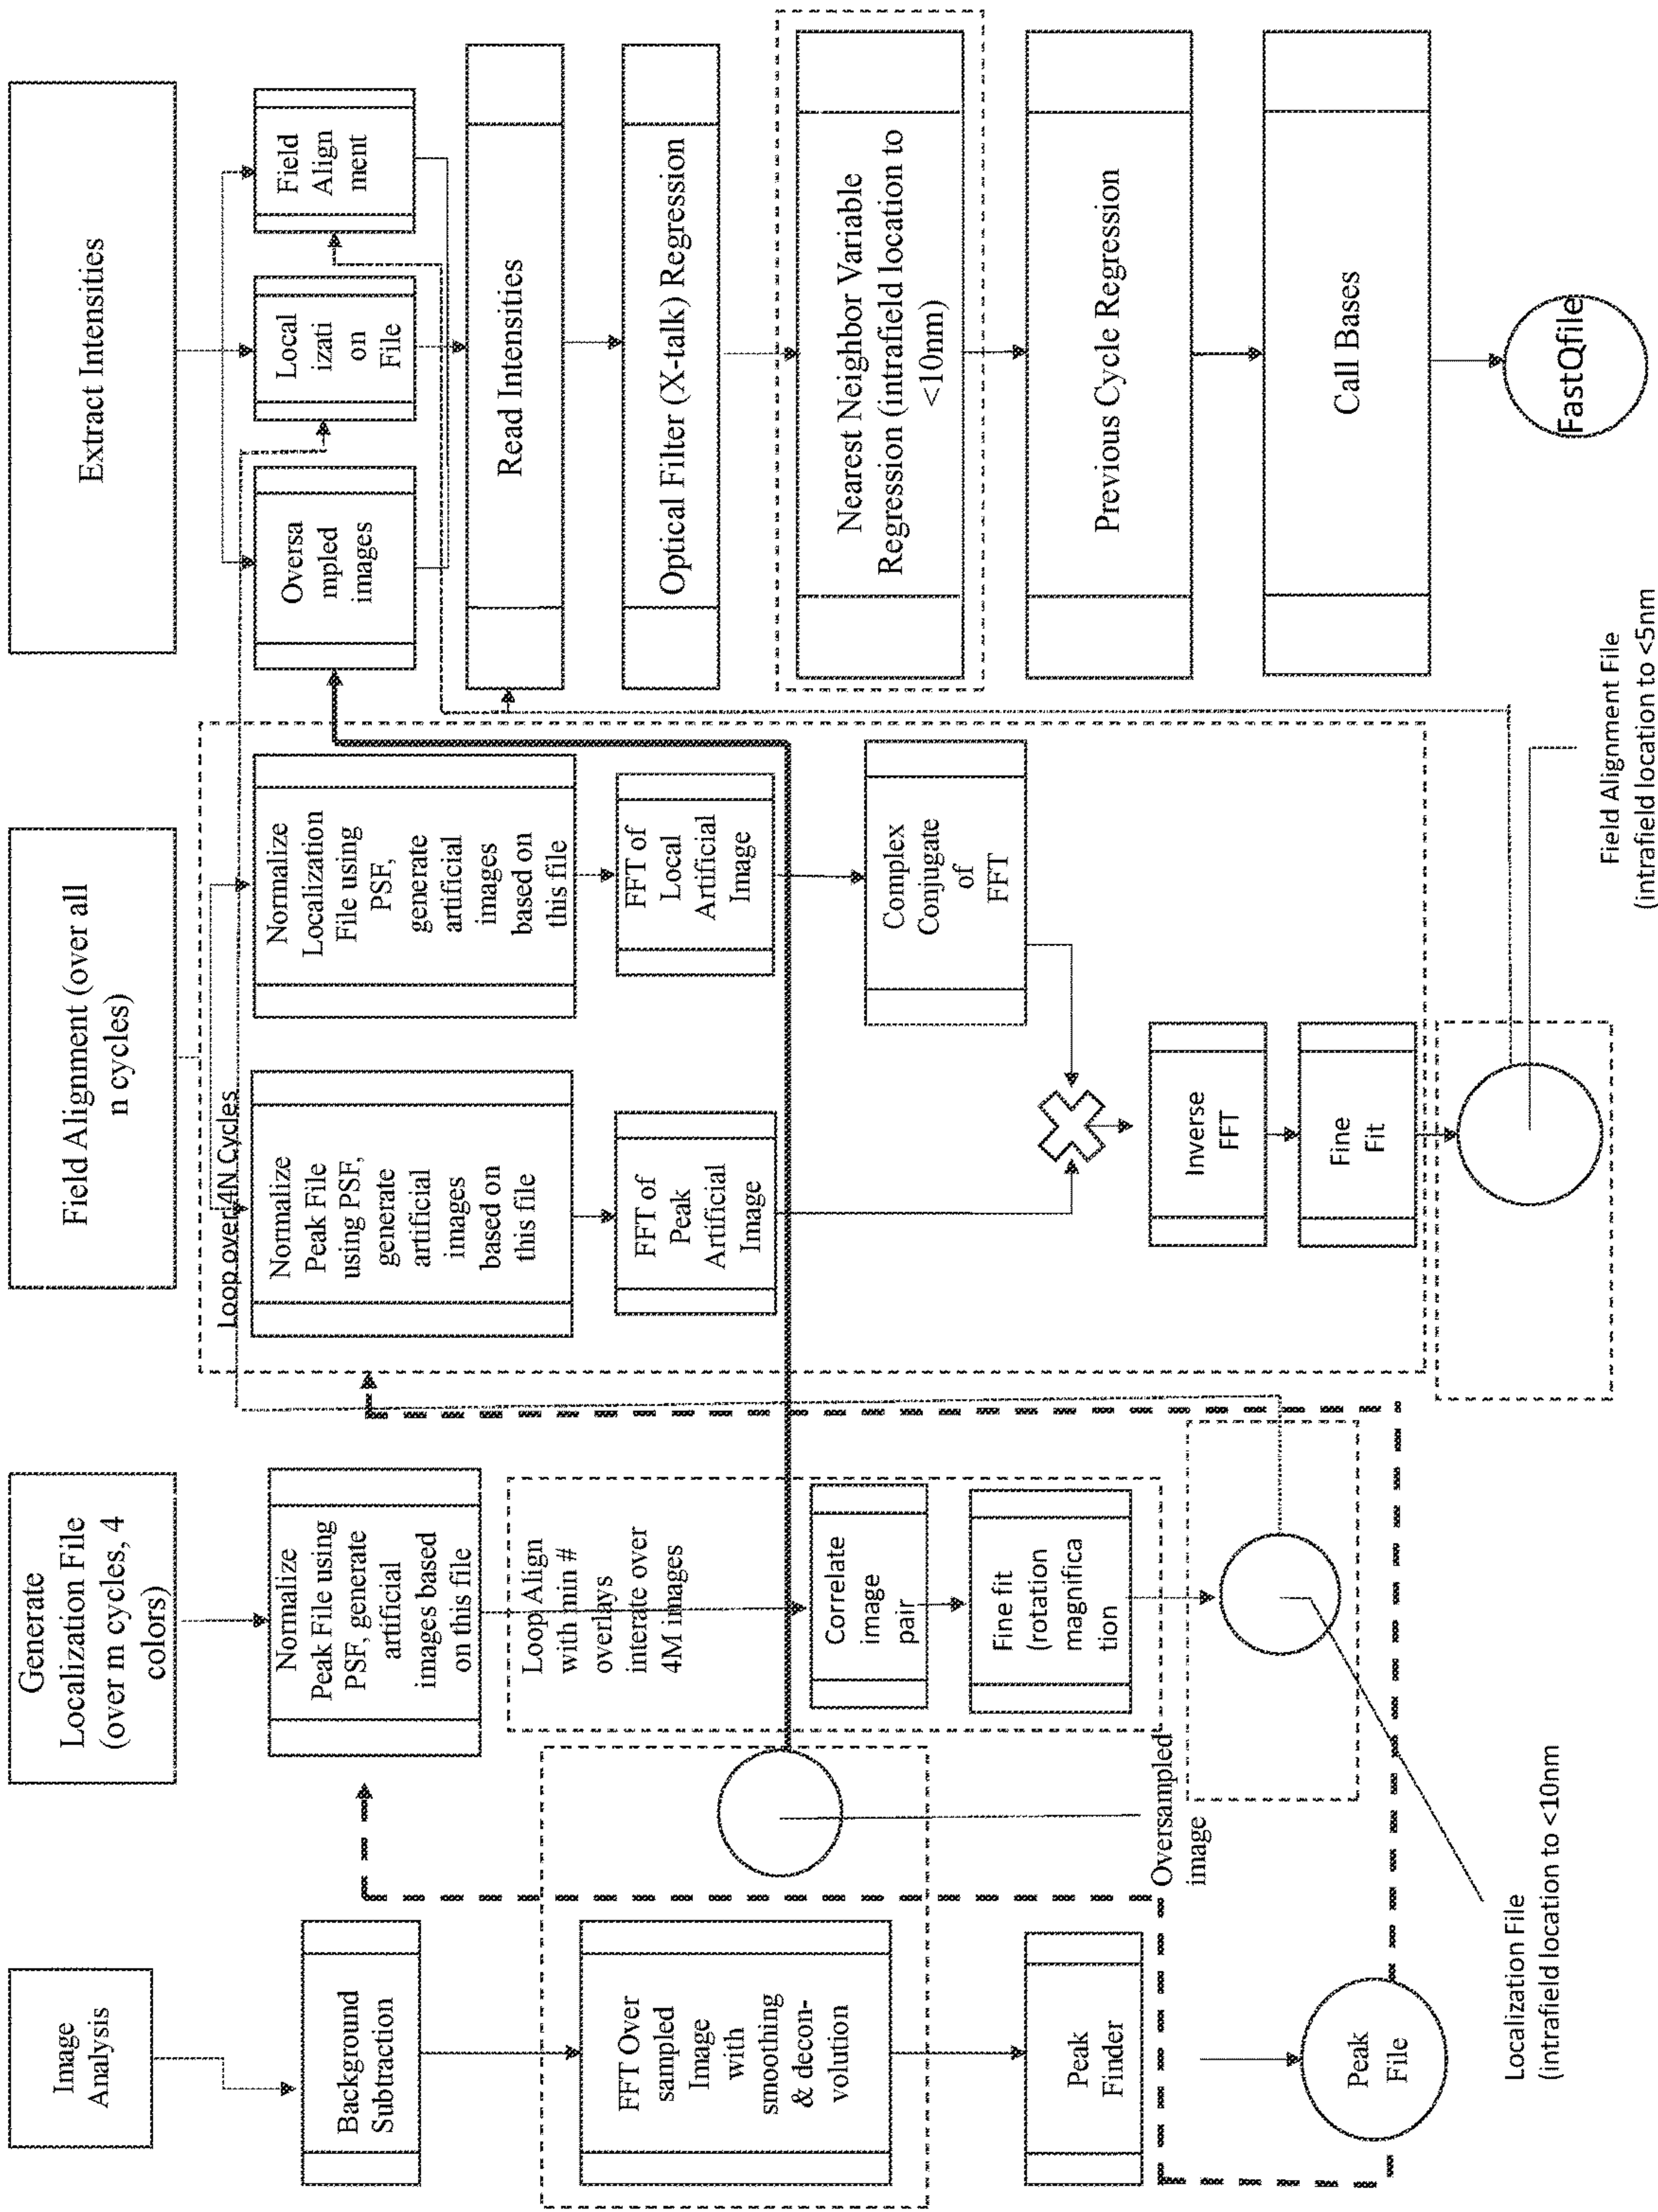 Image
Analysis
Background
Subtraction
FFT Over
sampled
Image
with
smoothing
& decon-
volution
Peak
Finder
Peak
File
Oversampled
image
Generate
Localization File
(over m cycles, 4
colors)
Normalize
Peak File using
PSF, generate
artificial
images based
on this file
Loop Align
with min #
overlays
interate over
4M images
Correlate
image
pair
Fine fit
(rotation
magnifica
tion
Localization File
(intrafield location to <10nm
Field Alignment (over all
n cycles)
Loop over 4N Cycles
Normalize
Peak File
using PSF,
generate
artificial
images
based on
this file
FFT of
Peak
Artificial
Image
Normalize
Localization
File using
PSF,
generate
artificial
images
based on
this file
FFT of
Local
Artificial
Image
Complex
Conjugate
of
FFT
Inverse
FFT
Fine
Fit
Field Alignment File
(intrafield location to <5nm
Extract Intensities
Oversa
mpled
images
Local
izati
on
File
Field
Align
ment
Read Intensities
Optical Filter (X-talk) Regression
Nearest Neighbor Variable
Regression (intrafield location to
<10nm)
Previous Cycle Regression
Call Bases
FastQfile